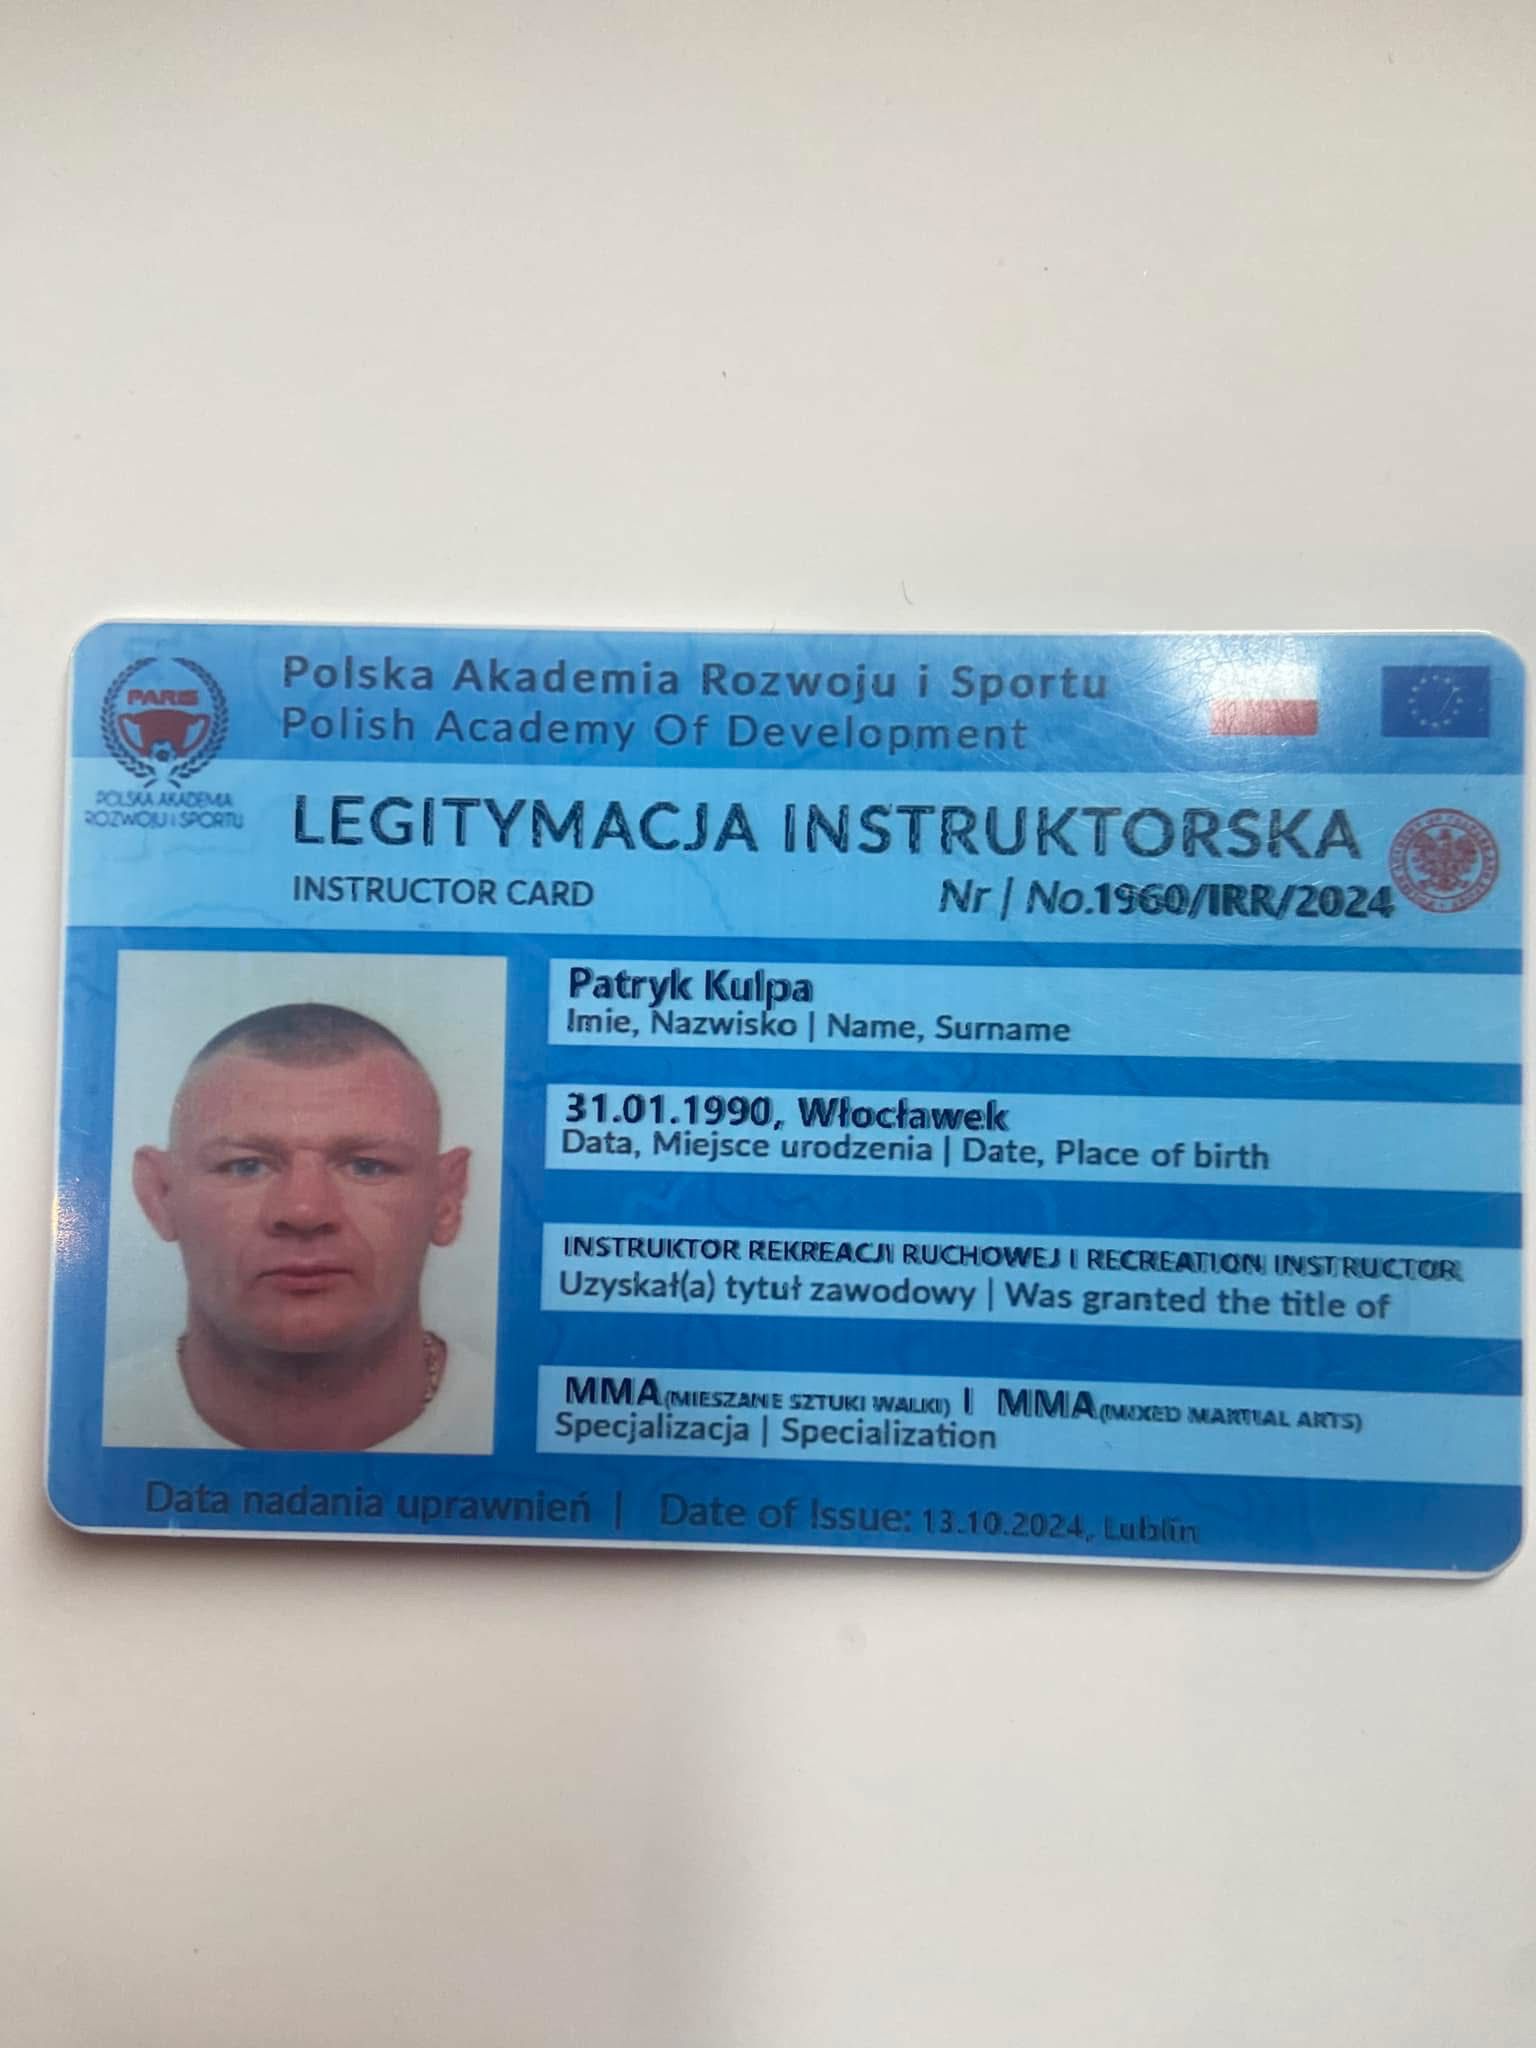 PARIS
POLSKA AKADEMIA
ROZWOJU I SPORTU
Polska Akademia Rozwoju i Sportu
Polish Academy Of Development
LEGITYMACJA INSTRUKTORSKA
INSTRUCTOR CARD
Nr | No.1960/IRR/2024
Patryk Kulpa
Imie, Nazwisko | Name, Surname
31.01.1990, Włocławek
Data, Miejsce urodzenia | Date, Place of birth
INSTRUKTOR REKREACJI RUCHOWEJ I RECREATION INSTRUCTOR
Uzyskał(a) tytuł zawodowy | Was granted the title of
MMA(MIESZANE SZTUKI WALKI) I MMA(MIXED MARTIAL ARTS)
Specjalizacja | Specialization
Data nadania uprawnień | Date of Issue: 13.10.2024, Lublin